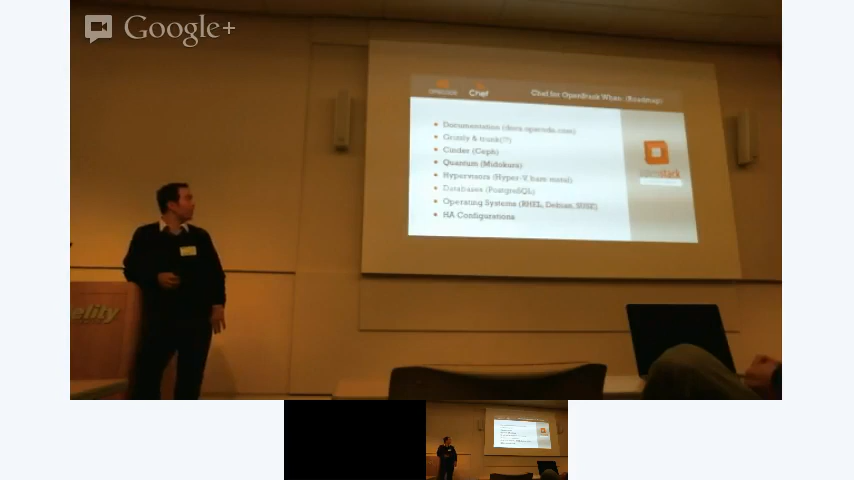 Google+
Chef
Chef for OpenStack When (Roadmap)
Documentation (docs.opscode.com)
Grizzly & trunk(??)
Cinder (Ceph)
Quantum (Midokura)
Hypervisors (Hyper-V, bare metal)
Databases (PostgreSQL)
Operating Systems (RHEL, Debian, SUSE)
HA Configurations
openstack
elity